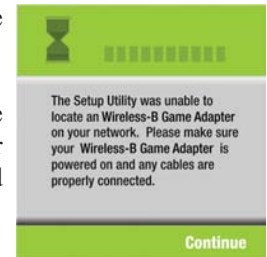 The Setup Utility was unable to
locate an Wireless-B Game Adapter
on your network. Please make sure
your Wireless-B Game Adapter is
powered on and any cables are
properly connected.
Continue